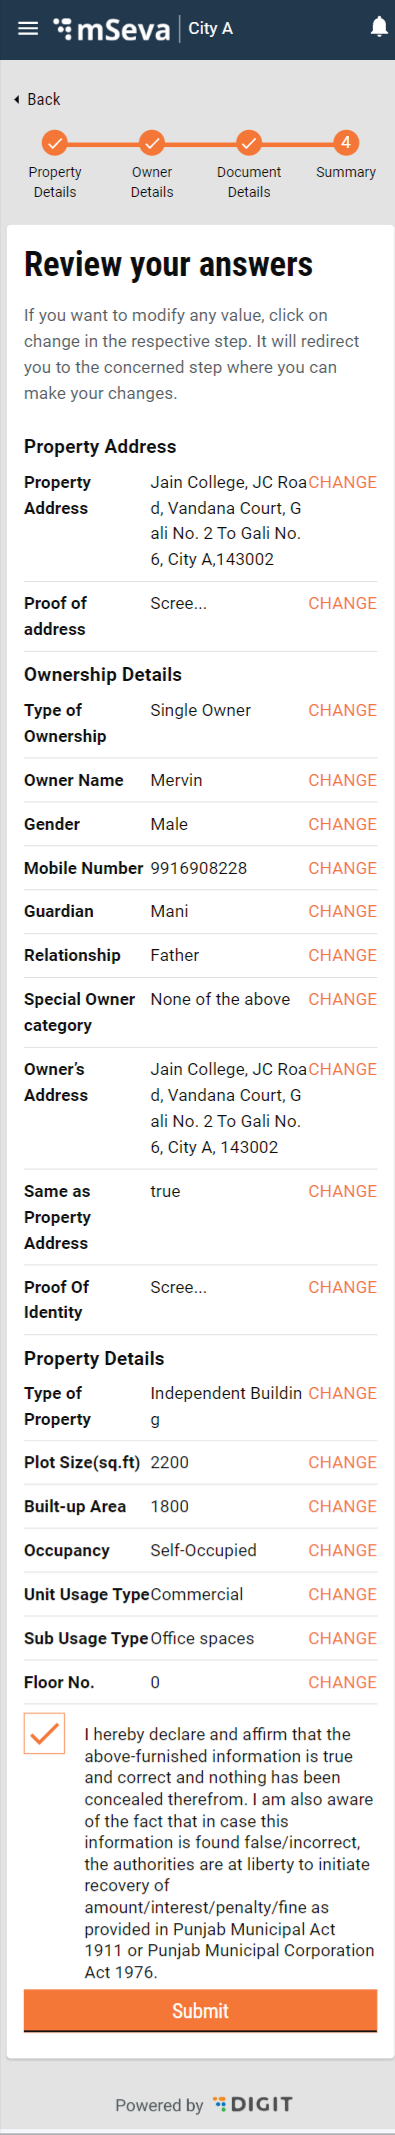 mSeva | City A
Back
4
Property Details
Owner Details
Document Details
Summary
Review your answers
If you want to modify any value, click on
change in the respective step. It will redirect
you to the concerned step where you can
make your changes.
Property Address
Property Address
Jain College, JC Roa
d, Vandana Court, G
ali No. 2 To Gali No.
6, City A,143002
CHANGE
Proof of address
Scree...
CHANGE
Ownership Details
Type of Ownership
Single Owner
CHANGE
Owner Name Mervin CHANGE
Gender Male CHANGE
Mobile Number 9916908228 CHANGE
Guardian Mani CHANGE
Relationship Father CHANGE
Special Owner category
None of the above
CHANGE
Owner’s Address
Jain College, JC Roa
d, Vandana Court, G
ali No. 2 To Gali No.
6, City A, 143002
CHANGE
Same as Property Address
true
CHANGE
Proof Of Identity
Scree...
CHANGE
Property Details
Type of Property
Independent Buildin
g
CHANGE
Plot Size(sq.ft) 2200 CHANGE
Built-up Area 1800 CHANGE
Occupancy Self-Occupied CHANGE
Unit Usage Type Commercial CHANGE
Sub Usage Type Office spaces CHANGE
Floor No. 0 CHANGE
I hereby declare and affirm that the
above-furnished information is true
and correct and nothing has been
concealed therefrom. I am also aware
of the fact that in case this
information is found false/incorrect,
the authorities are at liberty to initiate
recovery of
amount/interest/penalty/fine as
provided in Punjab Municipal Act
1911 or Punjab Municipal Corporation
Act 1976.
Submit
Powered by DIGIT